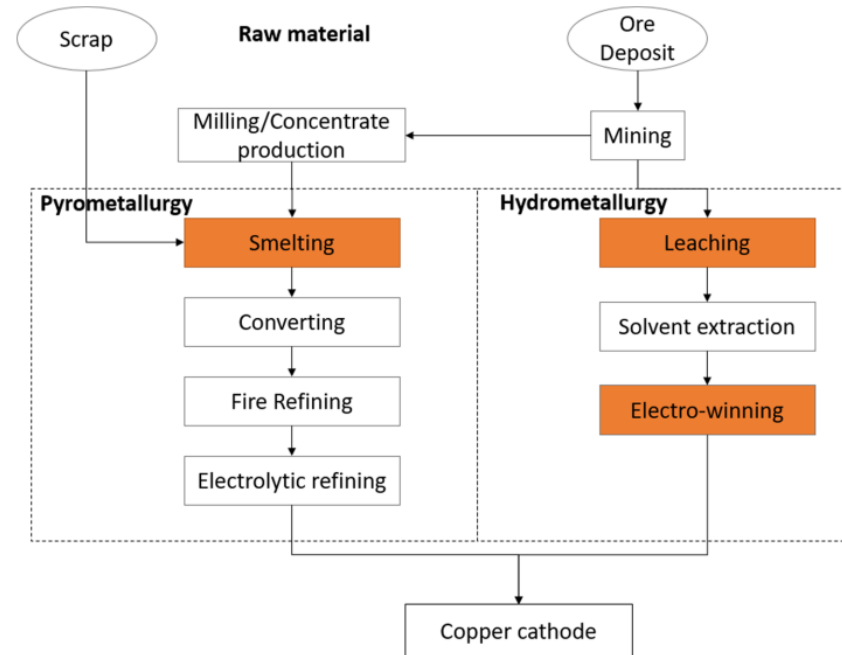 Scrap
Raw material
Ore
Deposit
Milling/Concentrate
production
Mining
Pyrometallurgy
Hydrometallurgy
Smelting
Leaching
Converting
Solvent extraction
Fire Refining
Electro-winning
Electrolytic refining
Copper cathode